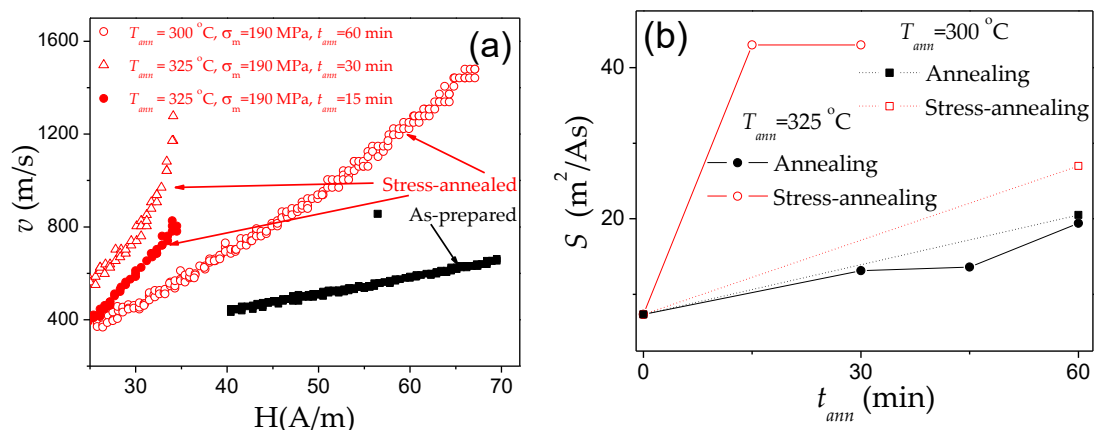 (a)
T_ann = 300 °C, σ_m=190 MPa, t_ann=60 min
T_ann = 325 °C, σ_m=190 MPa, t_ann=30 min
T_ann = 325 °C, σ_m=190 MPa, t_ann=15 min
1600
1200
800
400
v (m/s)
Stress-annealed
As-prepared
30
40
50
60
70
H(A/m)
(b)
T_ann=300 °C
Annealing
Stress-annealing
T_ann=325 °C
Annealing
Stress-annealing
40
20
S (m²/As)
0
30
60
t_ann (min)